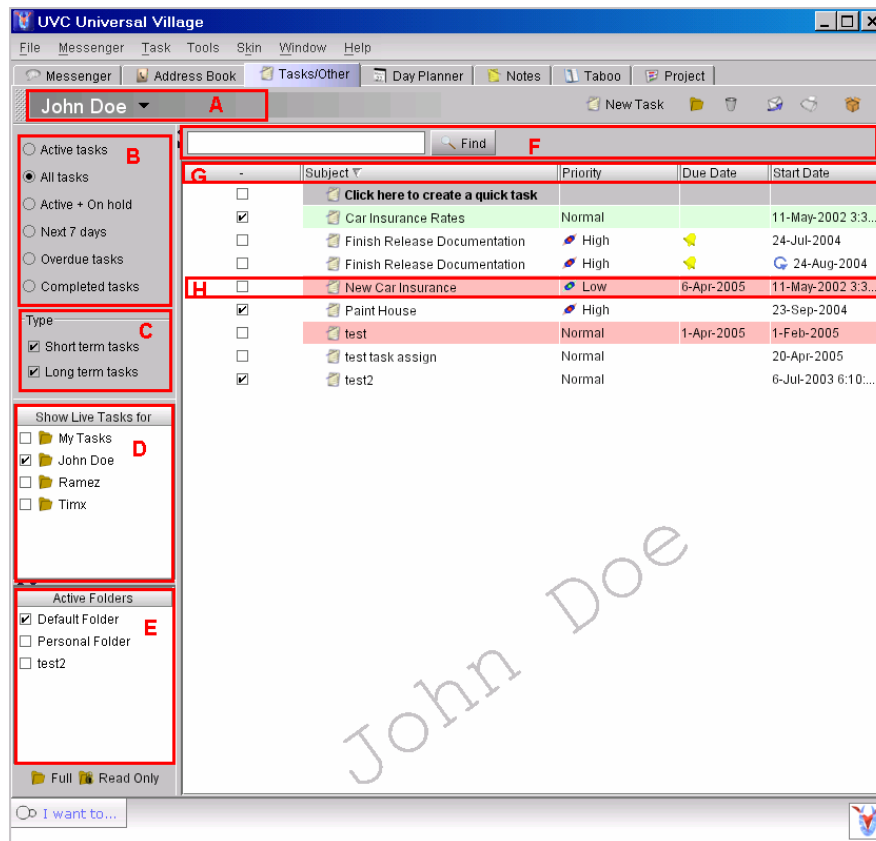 UVC Universal Village
File Messenger Task Tools Skin Window Help
Messenger Address Book Tasks/Other Day Planner Notes Taboo Project
John Doe A New Task
Active tasks B
All tasks
Active + On hold
Next 7 days
Overdue tasks
Completed tasks
Type C
Short term tasks
Long term tasks
Show Live Tasks for
My Tasks D
John Doe
Ramez
Timx
Active Folders
Default Folder E
Personal Folder
test2
Full Read Only
Find F
G - Subject Priority Due Date Start Date
Click here to create a quick task
Car Insurance Rates Normal 11-May-2002 3:3...
Finish Release Documentation High 24-Jul-2004
Finish Release Documentation High 24-Aug-2004
H New Car Insurance Low 6-Apr-2005 11-May-2002 3:3...
Paint House High 23-Sep-2004
test Normal 1-Apr-2005 1-Feb-2005
test task assign Normal 20-Apr-2005
test2 Normal 6-Jul-2003 6:10:...
John Doe
I want to...